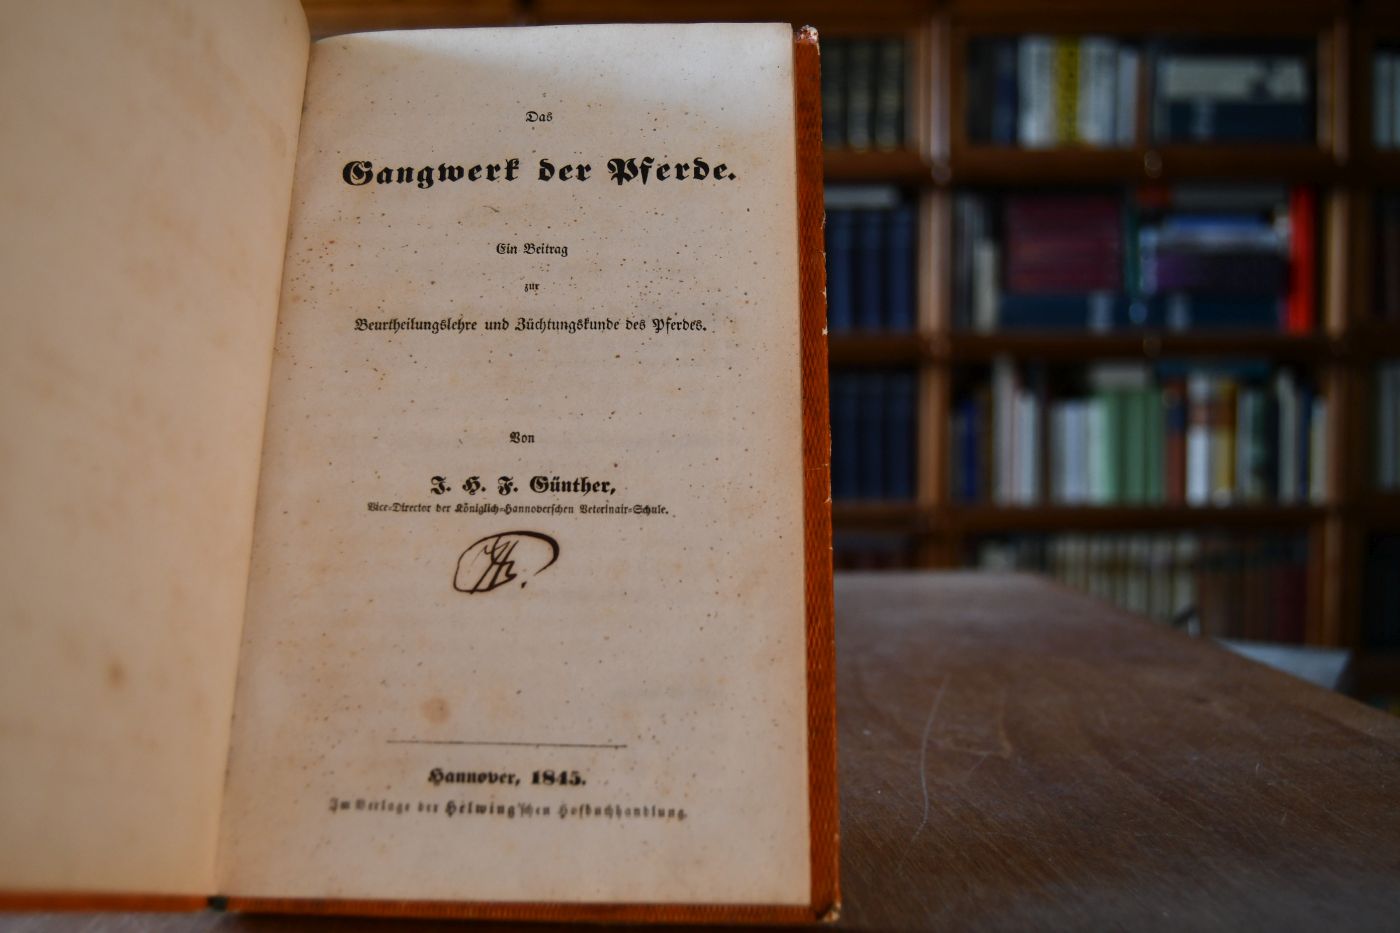 Das
Gangwerk der Pferde.
Ein Beitrag
zur
Beurtheilungslehre und Züchtungskunde des Pferdes.
Von
J. H. F. Günther,
Vice-Director der Königlich-Hannoverschen Veterinair-Schule.
Hannover, 1845.
Im Verlage der Helwing'schen Hofbuchhandlung.